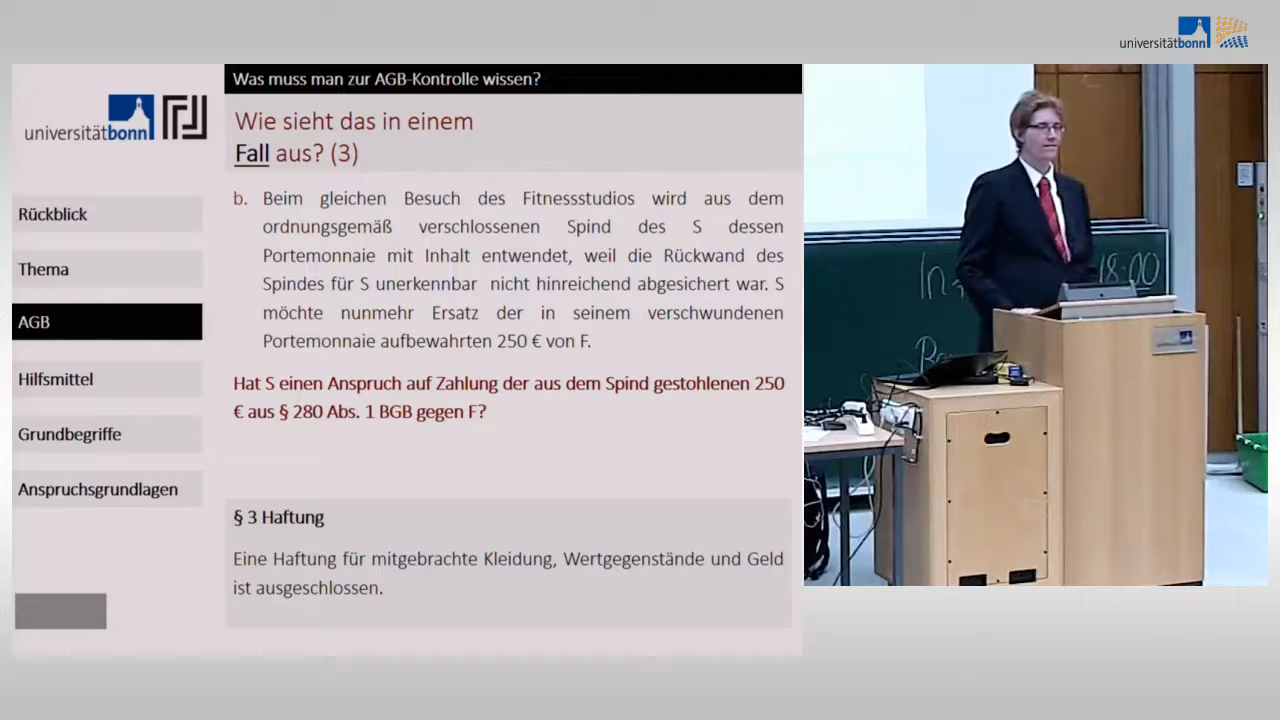 universitätbonn
Was muss man zur AGB-Kontrolle wissen?
universitätbonn
Wie sieht das in einem
Fall aus? (3)
Rückblick
Thema
AGB
Hilfsmittel
Grundbegriffe
Anspruchsgrundlagen
b. Beim gleichen Besuch des Fitnessstudios wird aus dem
ordnungsgemäß verschlossenen Spind des S dessen
Portemonnaie mit Inhalt entwendet, weil die Rückwand des
Spindes für S unerkennbar nicht hinreichend abgesichert war. S
möchte nunmehr Ersatz der in seinem verschwundenen
Portemonnaie aufbewahrten 250 € von F.
Hat S einen Anspruch auf Zahlung der aus dem Spind gestohlenen 250
€ aus § 280 Abs. 1 BGB gegen F?
§ 3 Haftung
Eine Haftung für mitgebrachte Kleidung, Wertgegenstände und Geld
ist ausgeschlossen.
18:00